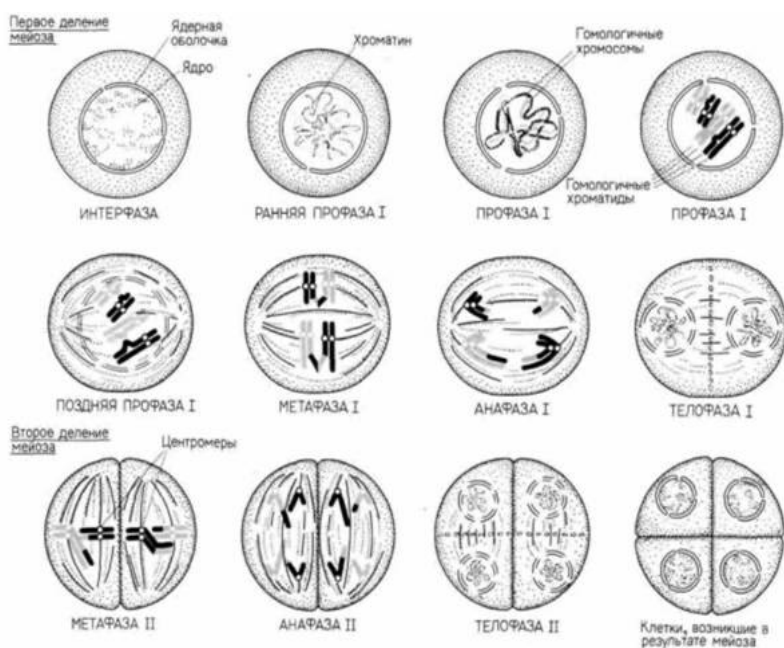 Первое деление
мейоза
Ядерная
оболочка
Ядро
Хроматин
Гомологичные
хромосомы
Гомологичные
хроматиды
ИНТЕРФАЗА
РАННЯЯ ПРОФАЗА I
ПРОФАЗА I
ПРОФАЗА I
ПОЗДНЯЯ ПРОФАЗА I
МЕТАФАЗА I
АНАФАЗА I
ТЕЛОФАЗА I
Второе деление
мейоза
Центромеры
МЕТАФАЗА II
АНАФАЗА II
ТЕЛОФАЗА II
Клетки, возникшие в
результате мейоза